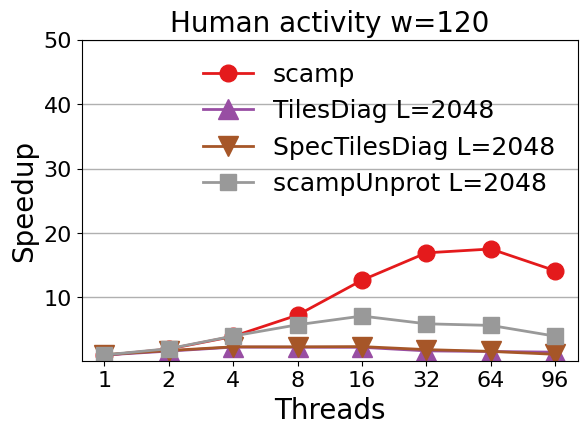 Human activity w=120
50
40
30
20
10
Speedup
scamp
TilesDiag L=2048
SpecTilesDiag L=2048
scampUnprot L=2048
1 2 4 8 16 32 64 96
Threads